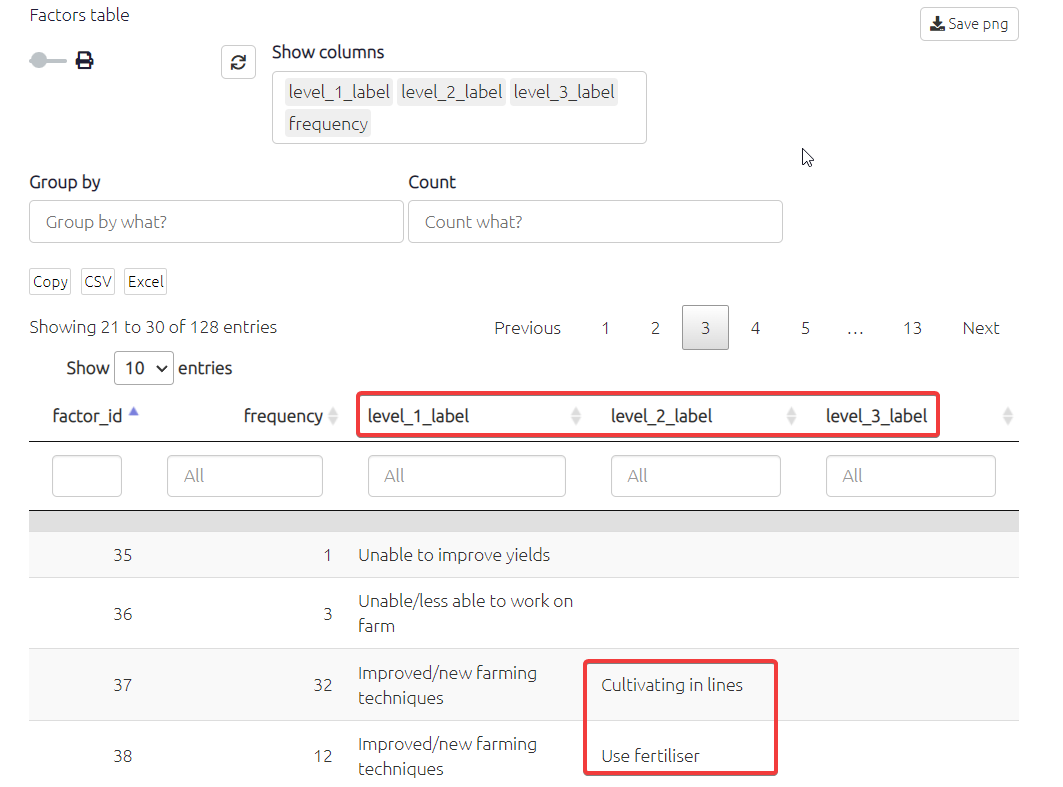 Factors table
Save png
Show columns
level_1_label level_2_label level_3_label
frequency
Group by Count
Group by what? Count what?
Copy CSV Excel
Showing 21 to 30 of 128 entries
Previous 1 2 3 4 5 ... 13 Next
Show 10 entries
factor_id frequency level_1_label level_2_label level_3_label
All All All All
35 1 Unable to improve yields
36 3 Unable/less able to work on
farm
37 32 Improved/new farming
techniques Cultivating in lines
38 12 Improved/new farming
techniques Use fertiliser